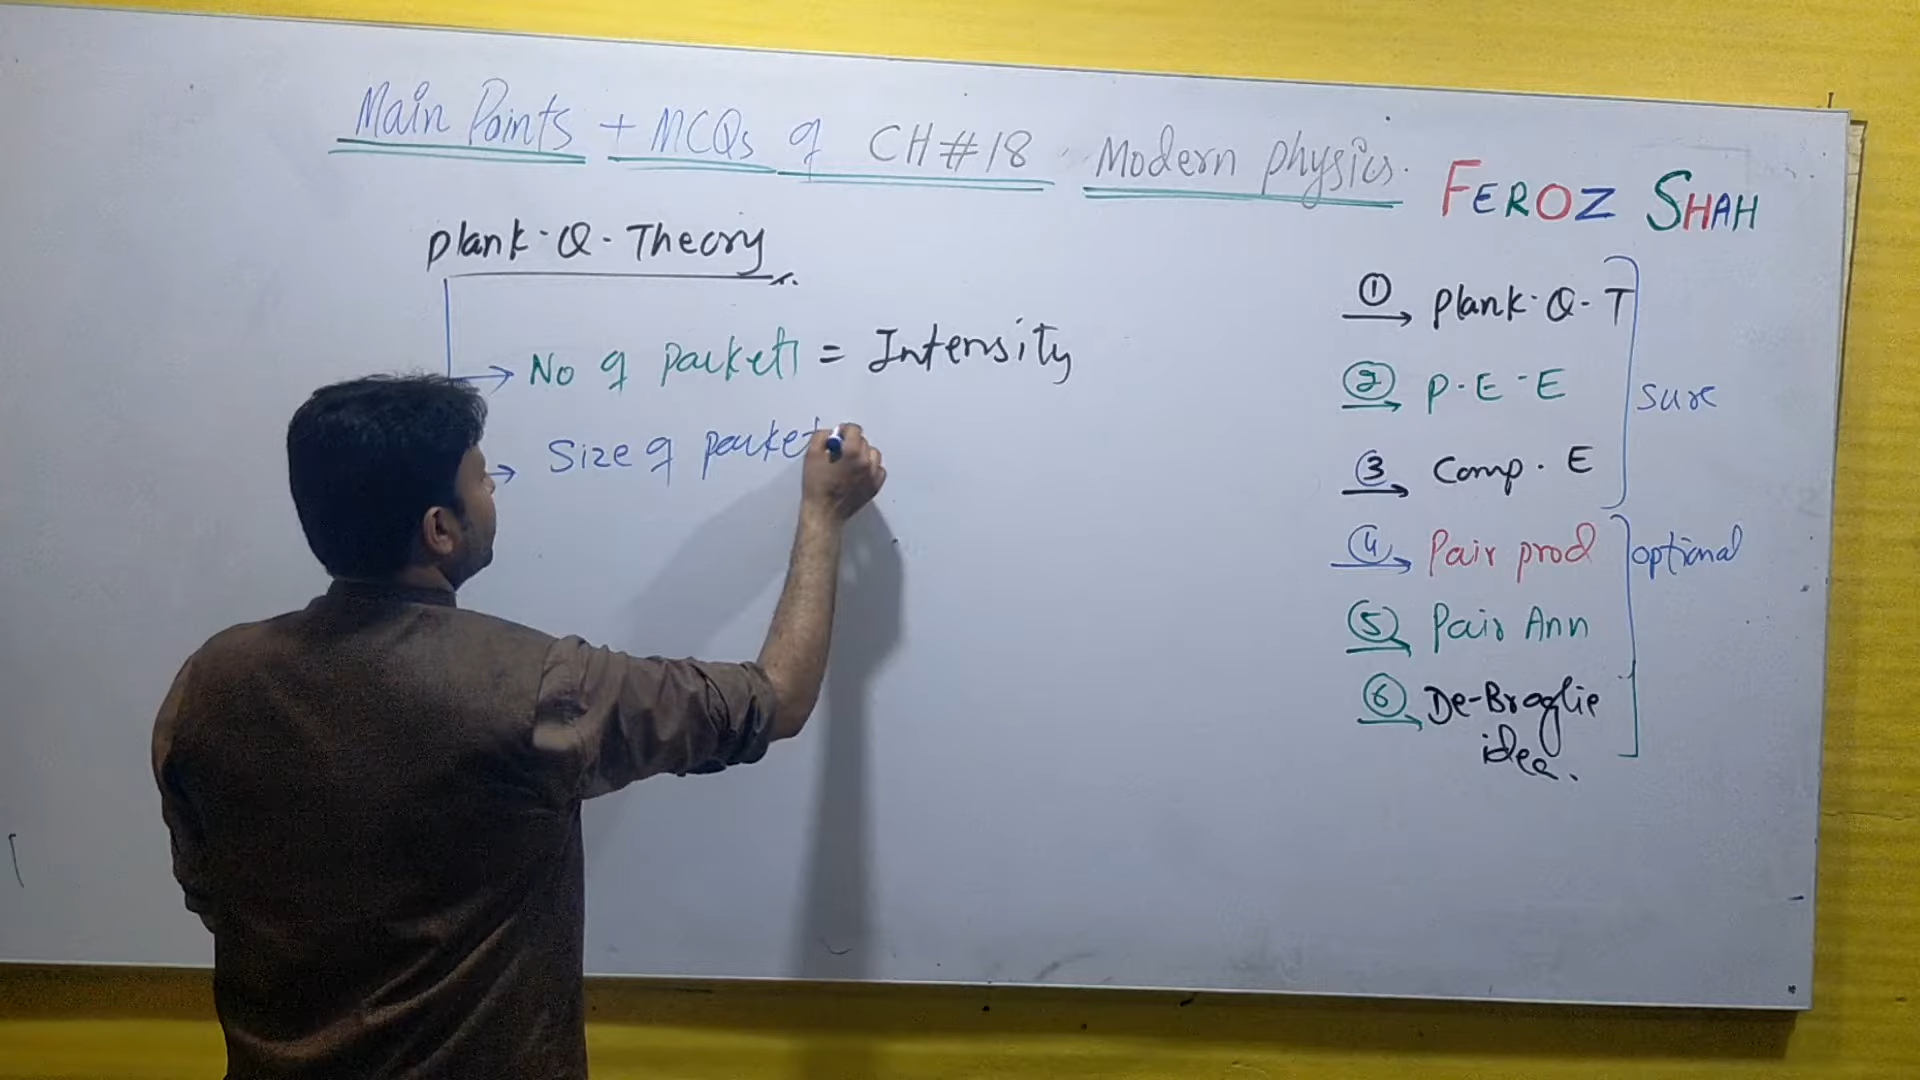 Main Points + MCQs of CH#18 Modern physics.
FEROZ SHAH
Plank-Q-Theory
→ No of packets = Intensity
→ Size of packet
① → Plank-Q-T
② → P-E-E
③ → Comp. E
sure
④ → Pair prod
⑤ → Pair Ann
⑥ → De-Broglie
idea.
optional